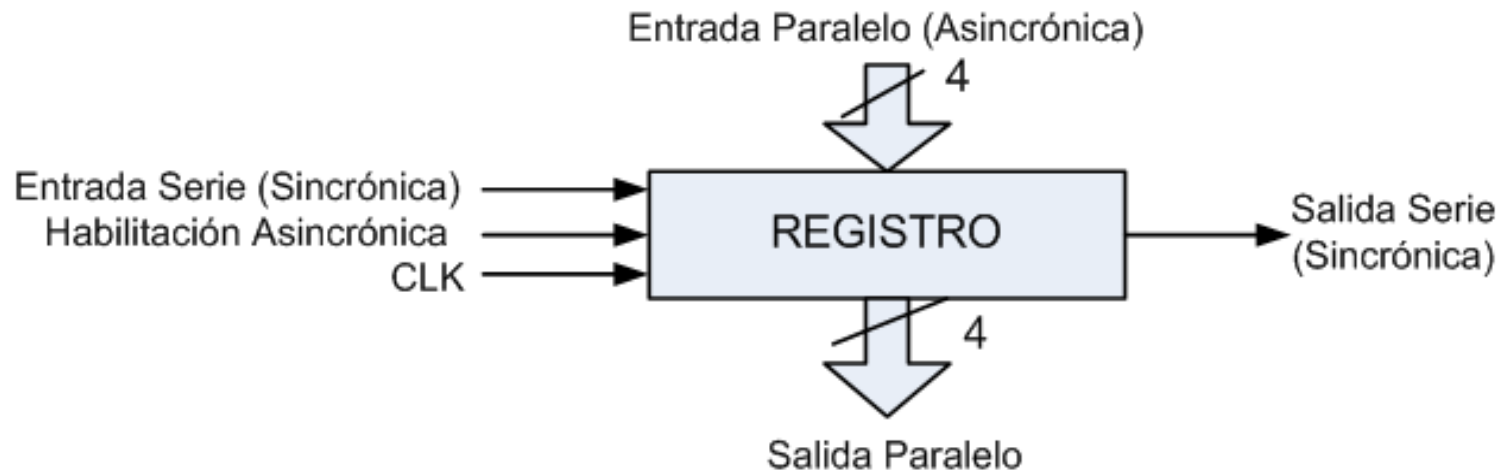 Entrada Paralelo (Asincrónica)
4
Entrada Serie (Sincrónica)
Habilitación Asincrónica
CLK
REGISTRO
Salida Serie
(Sincrónica)
4
Salida Paralelo